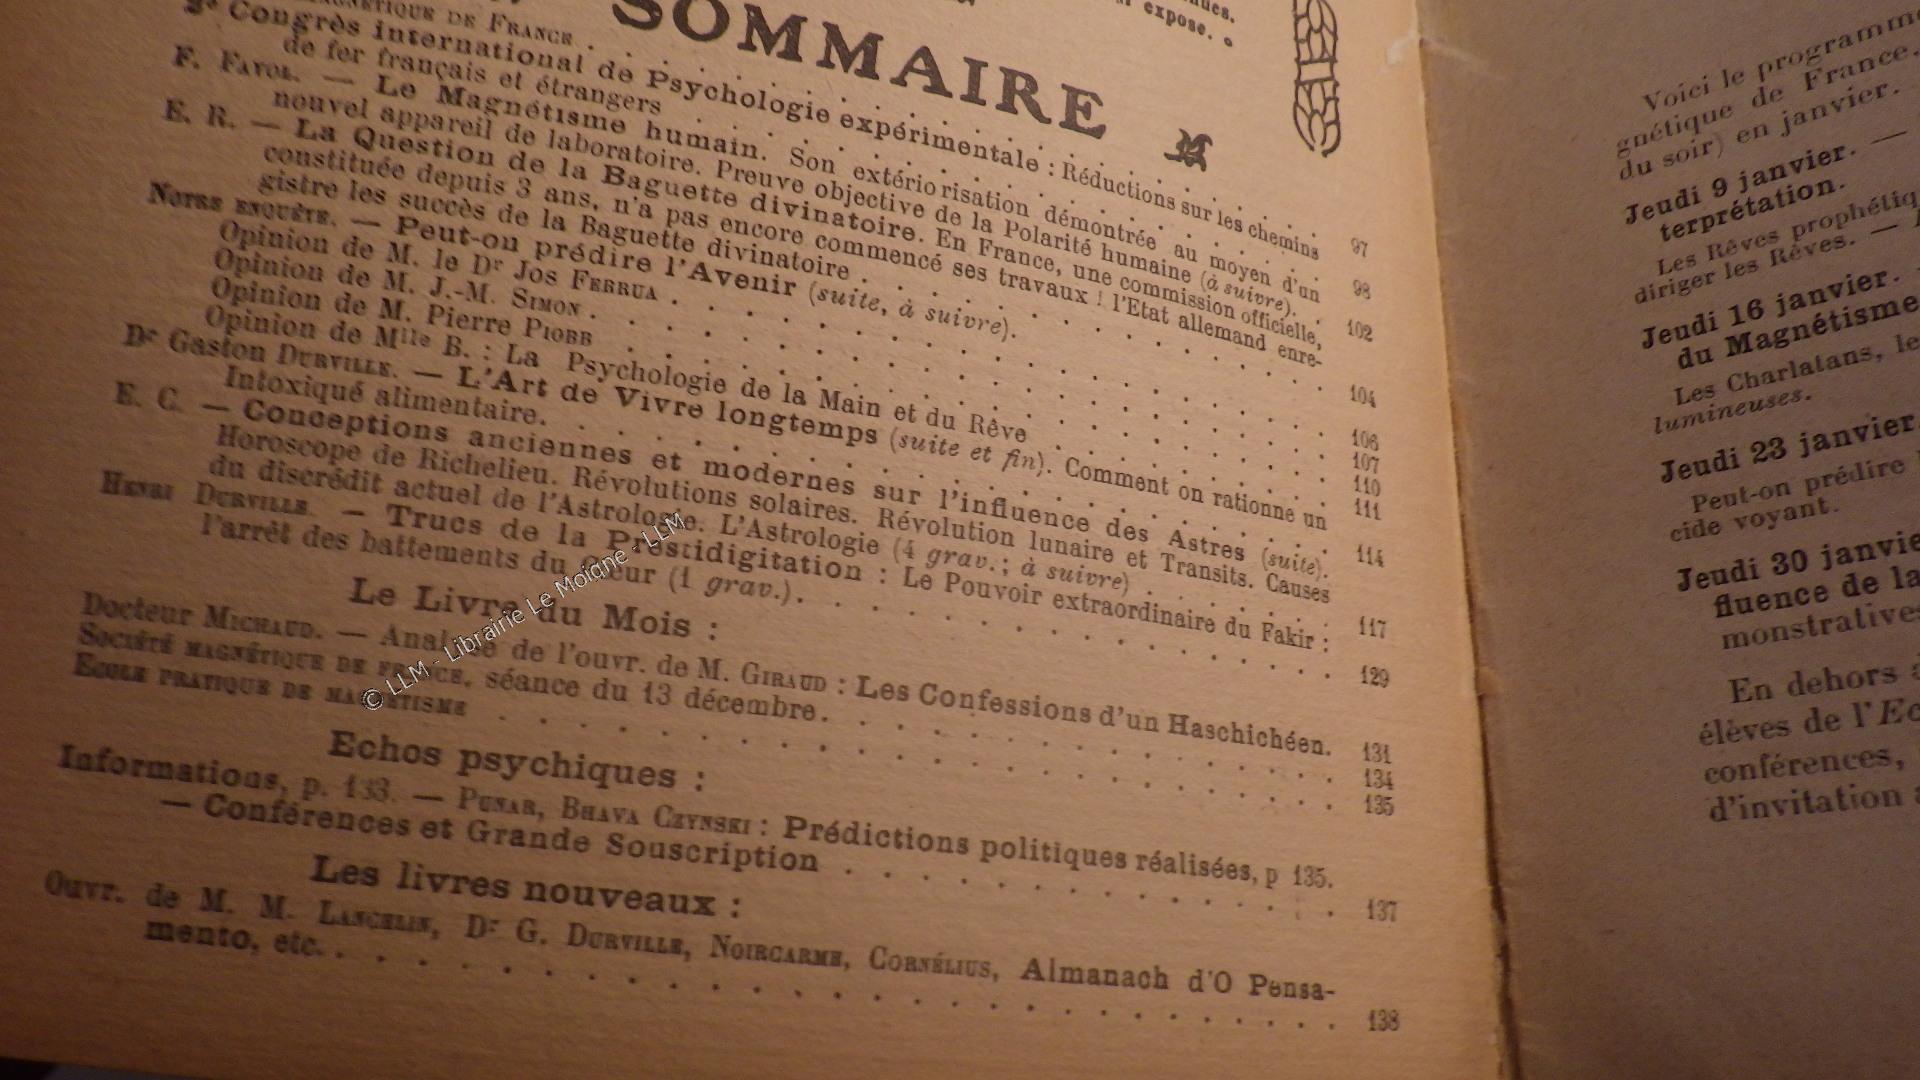 expose.
SOMMAIRE
MAGNÉTIQUE DE FRANCE
2e Congrès international de Psychologie expérimentale : Réductions sur les chemins
de fer français et étrangers 97
F. FAVOL. — Le Magnétisme humain. Son extériorisation démontrée au moyen d'un
nouvel appareil de laboratoire. Preuve objective de la Polarité humaine (à suivre). 98
E. R. — La Question de la Baguette divinatoire. En France, une commission officielle,
constituée depuis 3 ans, n'a pas encore commencé ses travaux ! l'Etat allemand enre-
gistre les succès de la Baguette divinatoire 102
NOTRE ENQUÊTE. — Peut-on prédire l'Avenir (suite, à suivre).
Opinion de M. le Dr JOS FERRUA 104
Opinion de M. J.-M. SIMON 106
Opinion de M. Pierre PIOBB 107
Opinion de Mlle B. : La Psychologie de la Main et du Rêve 110
Dr Gaston DURVILLE. — L'Art de Vivre longtemps (suite et fin). Comment on rationne un
Intoxiqué alimentaire. 111
E. C. — Conceptions anciennes et modernes sur l'influence des Astres (suite).
Horoscope de Richelieu. Révolutions solaires. Révolution lunaire et Transits. Causes 114
du discrédit actuel de l'Astrologie. L'Astrologie (4 grav.; à suivre) 117
HENRI DURVILLE. — Trucs de la Prestidigitation : Le Pouvoir extraordinaire du Fakir :
l'arrêt des battements du Cœur (1 grav.). 129
Le Livre du Mois :
Docteur MICHAUD. — Analyse de l'ouvr. de M. GIRAUD : Les Confessions d'un Haschichéen. 131
SOCIÉTÉ MAGNÉTIQUE DE FRANCE, séance du 13 décembre. 134
ECOLE PRATIQUE DE MAGNÉTISME 135
Echos psychiques :
Informations, p. 133. — PUNAR, BHAVA CZYNSKI : Prédictions politiques réalisées, p 135.
— Conférences et Grande Souscription 137
Les livres nouveaux :
Ouvr. de M. M. LANCELIN, Dr G. DURVILLE, NOIRCARME, CORNÉLIUS, Almanach d'O Pensa-
mento, etc. 138
© LLM - Librairie Le Moiane - LLM
Voici le programme
gnétique de France,
du soir) en janvier.
Jeudi 9 janvier. —
terprétation.
Les Rêves prophétiq
diriger les Rêves. —
Jeudi 16 janvier.
du Magnétisme
Les Charlatans, le
lumineuses.
Jeudi 23 janvier.
Peut-on prédire
cide voyant.
Jeudi 30 janvie
fluence de la
monstratives
En dehors
élèves de l'Ec
conférences,
d'invitation